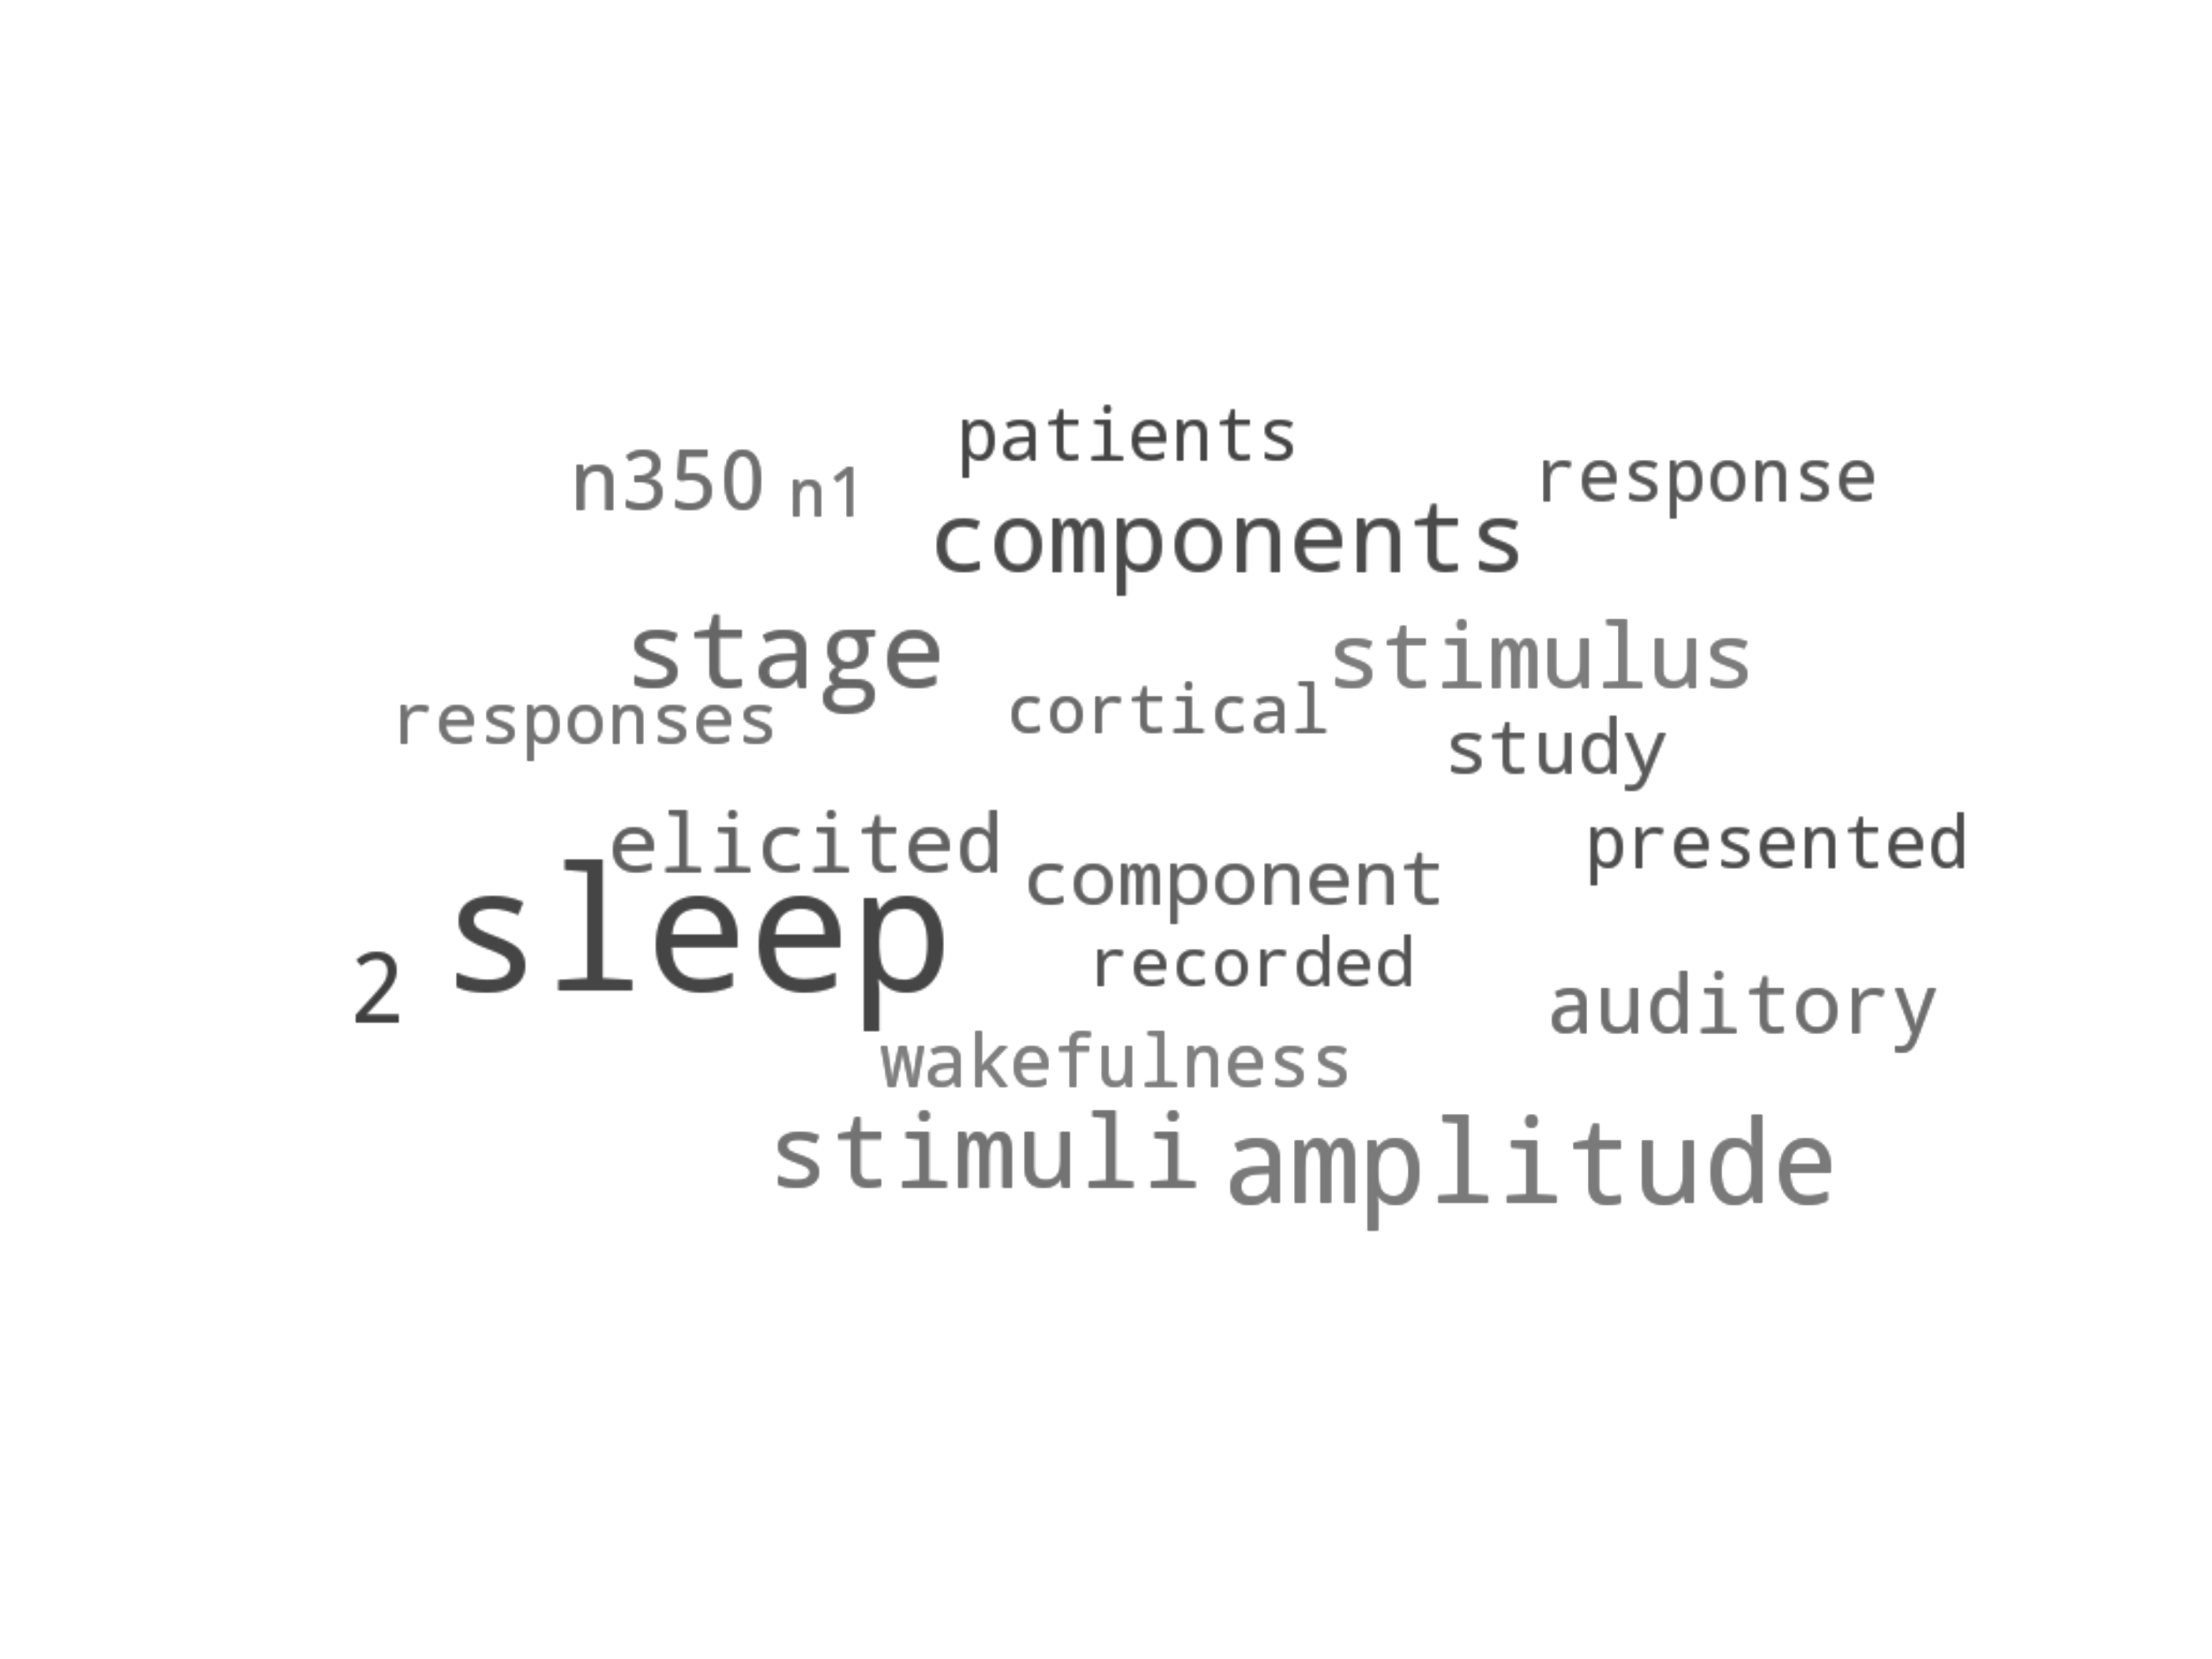 patients
n350 n1 response
components
stage stimulus
responses cortical
study
elicited presented
component
sleep recorded
2 auditory
wakefulness
stimuli amplitude